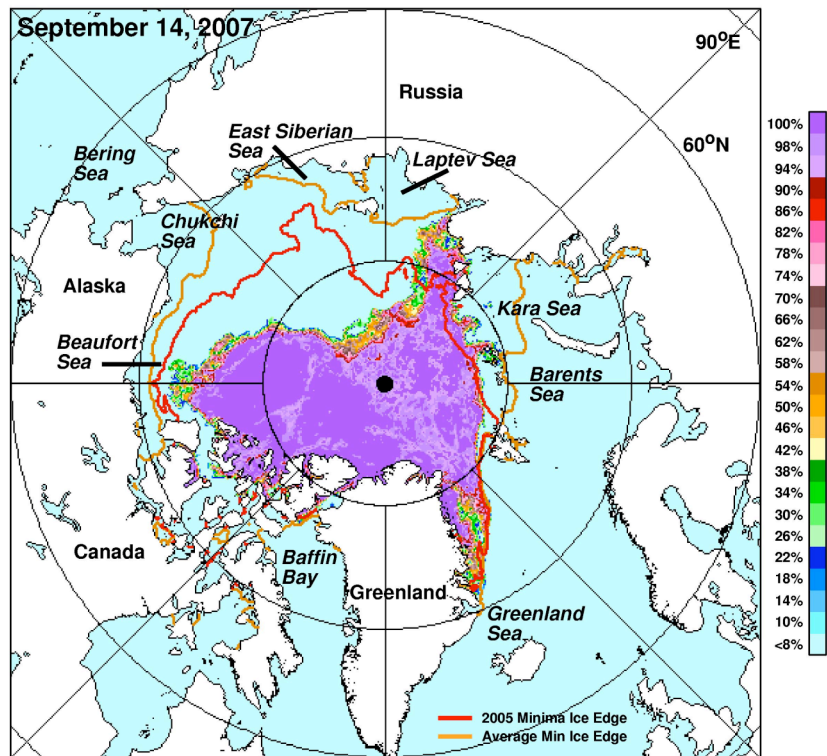 September 14, 2007
90°E
Russia
60°N
East Siberian
Sea
Laptev Sea
Bering
Sea
Chukchi
Sea
Alaska
Kara Sea
Beaufort
Sea
Barents
Sea
Canada
Baffin
Bay
Greenland
Greenland
Sea
2005 Minima Ice Edge
Average Min Ice Edge
100%
98%
94%
90%
86%
82%
78%
74%
70%
66%
62%
58%
54%
50%
46%
42%
38%
34%
30%
26%
22%
18%
14%
10%
<8%